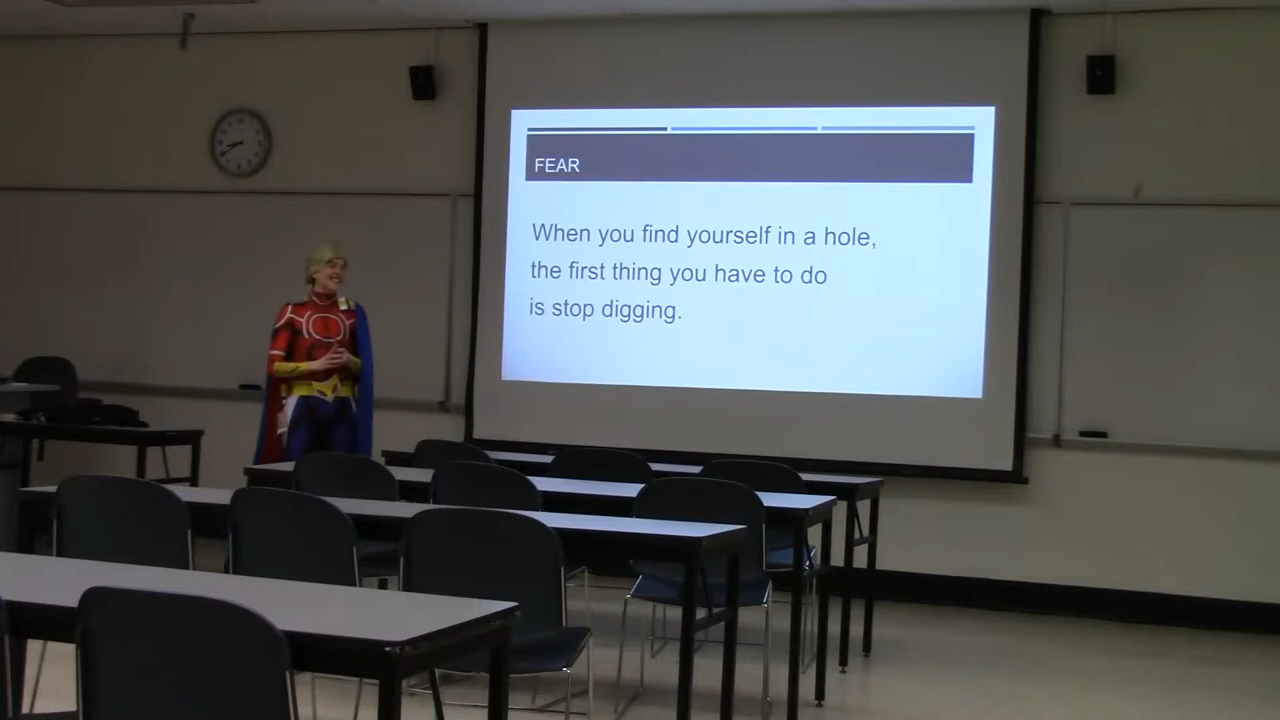 FEAR
When you find yourself in a hole,
the first thing you have to do
is stop digging.